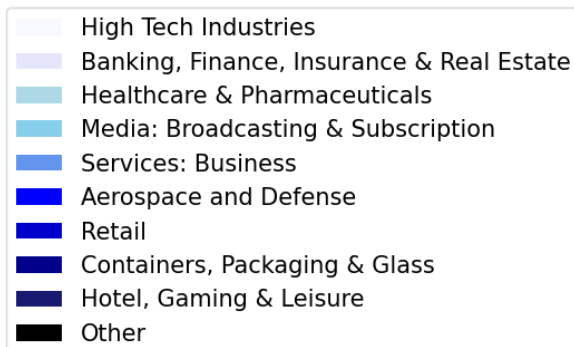 High Tech Industries
Banking, Finance, Insurance & Real Estate
Healthcare & Pharmaceuticals
Media: Broadcasting & Subscription
Services: Business
Aerospace and Defense
Retail
Containers, Packaging & Glass
Hotel, Gaming & Leisure
Other